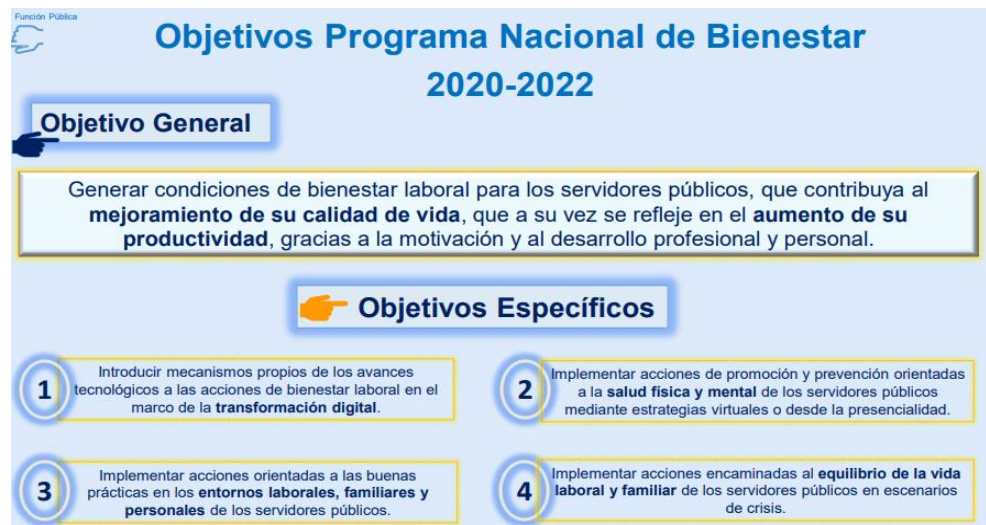 Función Pública
Objetivos Programa Nacional de Bienestar
2020-2022
Objetivo General
Generar condiciones de bienestar laboral para los servidores públicos, que contribuya al
mejoramiento de su calidad de vida, que a su vez se refleje en el aumento de su
productividad, gracias a la motivación y al desarrollo profesional y personal.
Objetivos Específicos
1
Introducir mecanismos propios de los avances
tecnológicos a las acciones de bienestar laboral en el
marco de la transformación digital.
2
Implementar acciones de promoción y prevención orientadas
a la salud física y mental de los servidores públicos
mediante estrategias virtuales o desde la presencialidad.
3
Implementar acciones orientadas a las buenas
prácticas en los entornos laborales, familiares y
personales de los servidores públicos.
4
Implementar acciones encaminadas al equilibrio de la vida
laboral y familiar de los servidores públicos en escenarios
de crisis.